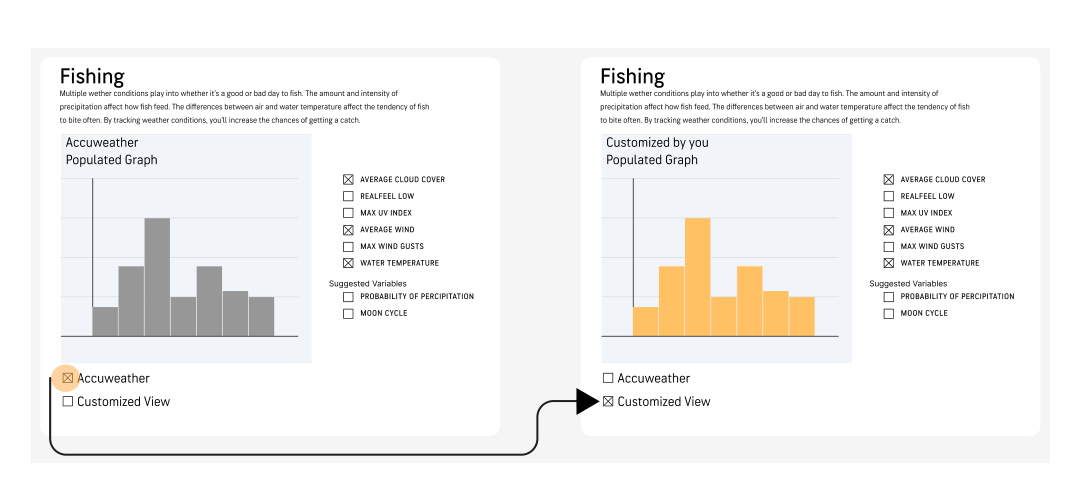 Fishing
Multiple wether conditions play into whether it's a good or bad day to fish. The amount and intensity of
precipitation affect how fish feed. The differences between air and water temperature affect the tendency of fish
to bite often. By tracking weather conditions, you'll increase the chances of getting a catch.
Accuweather
Populated Graph
AVERAGE CLOUD COVER
REALFEEL LOW
MAX UV INDEX
AVERAGE WIND
MAX WIND GUSTS
WATER TEMPERATURE
Suggested Variables
PROBABILITY OF PERCIPITATION
MOON CYCLE
Accuweather
Customized View
Fishing
Multiple wether conditions play into whether it's a good or bad day to fish. The amount and intensity of
precipitation affect how fish feed. The differences between air and water temperature affect the tendency of fish
to bite often. By tracking weather conditions, you'll increase the chances of getting a catch.
Customized by you
Populated Graph
AVERAGE CLOUD COVER
REALFEEL LOW
MAX UV INDEX
AVERAGE WIND
MAX WIND GUSTS
WATER TEMPERATURE
Suggested Variables
PROBABILITY OF PERCIPITATION
MOON CYCLE
Accuweather
Customized View